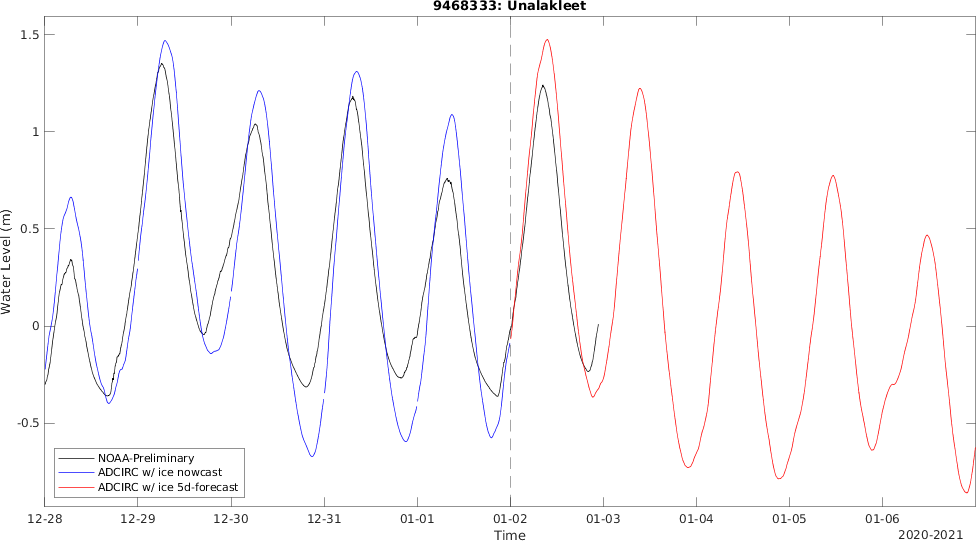 9468333: Unalakleet
1.5
1
0.5
0
-0.5
Water Level (m)
NOAA-Preliminary
ADCIRC w/ ice nowcast
ADCIRC w/ ice 5d-forecast
12-28 12-29 12-30 12-31 01-01 01-02 01-03 01-04 01-05 01-06
Time
2020-2021